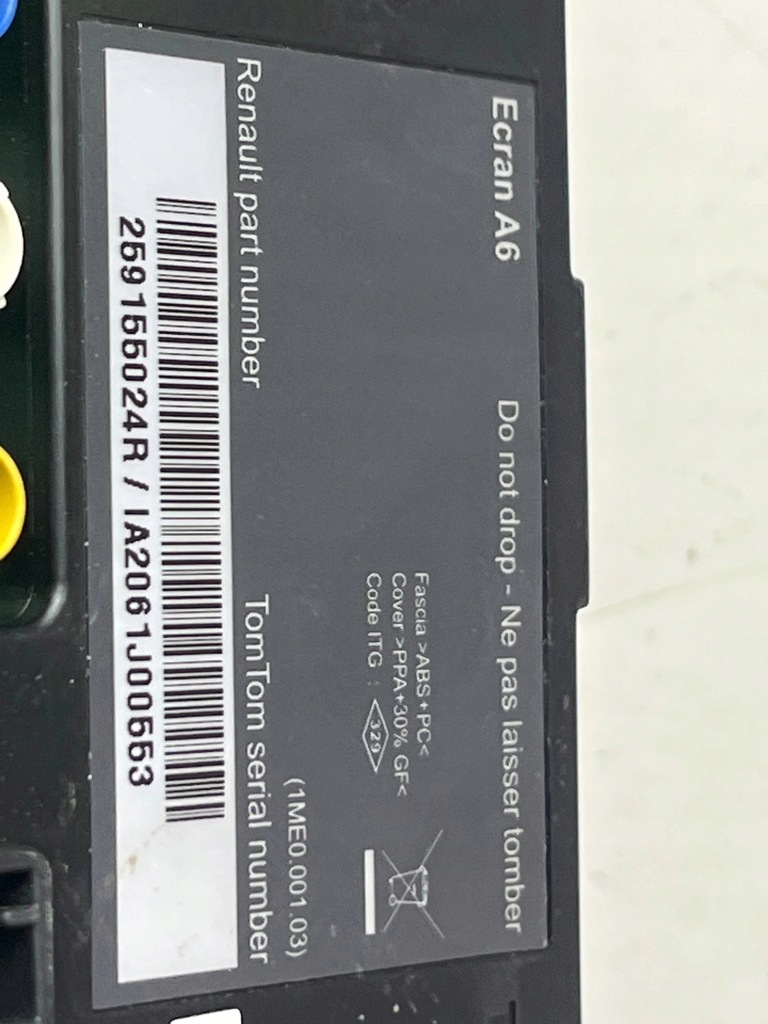 Ecran A6
Do not drop - Ne pas laisser tomber
Fascia >ABS+PC<
Cover >PPA+30% GF<
Code ITG : 329
(1ME0.001.03)
Renault part number
TomTom serial number
259155024R / IA2061J00553